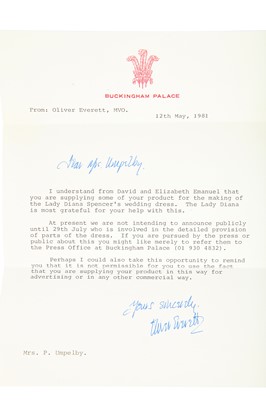 BUCKINGHAM PALACE
From: Oliver Everett, MVO.
12th May, 1981
Dear Mrs. Umpelby.
I understand from David and Elizabeth Emanuel that
you are supplying some of your product for the making of
the Lady Diana Spencer's wedding dress. The Lady Diana
is most grateful for your help with this.
At present we are not intending to announce publicly
until 29th July who is involved in the detailed provision
of parts of the dress. If you are pursued by the press or
public about this you might like merely to refer them to
the Press Office at Buckingham Palace (01 930 4832).
Perhaps I could also take this opportunity to remind
you that it is not permissible for you to use the fact
that you are supplying your product in this way for
advertising or in any other commercial way.
Yours sincerely,
Oliver Everett
Mrs. P. Umpelby.